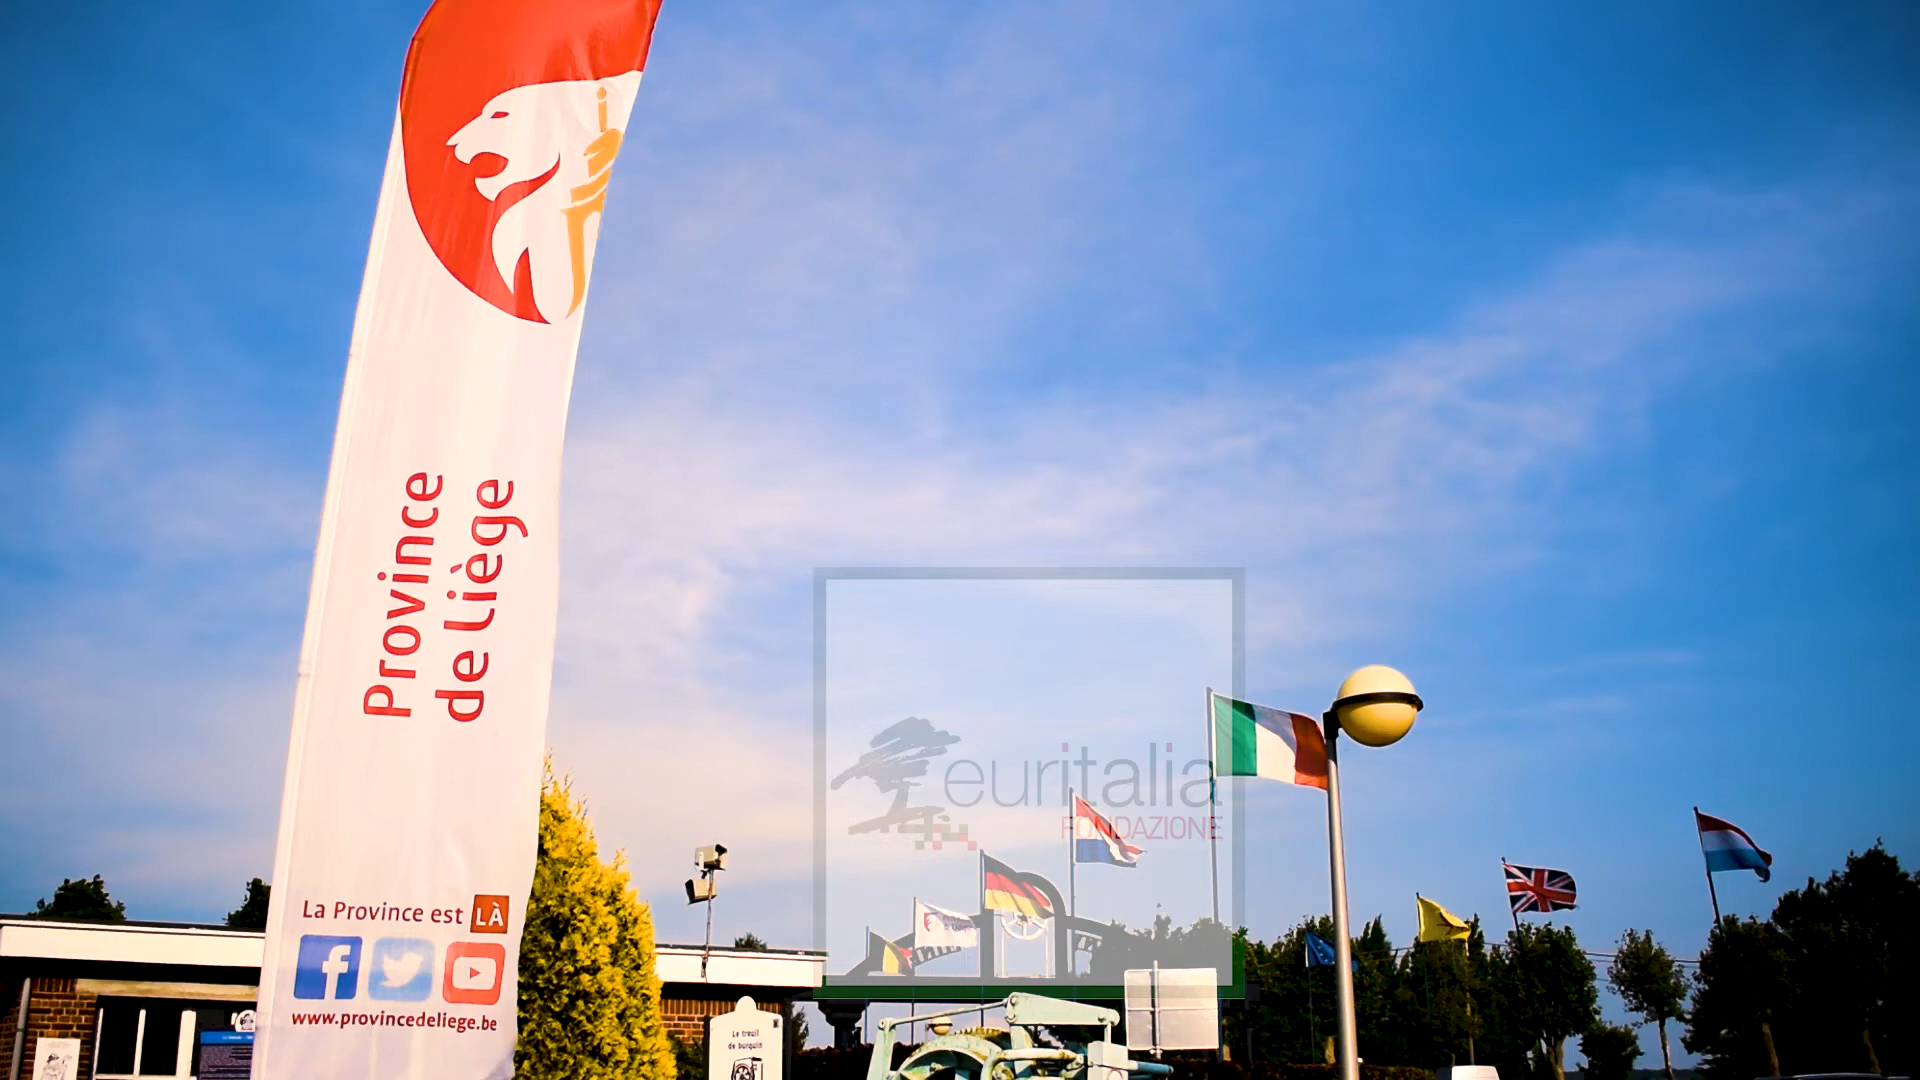 Province
de Liège
La Province est LÀ
www.provincedeliege.be
euritalia
FONDAZIONE
Le treuil
de burquin